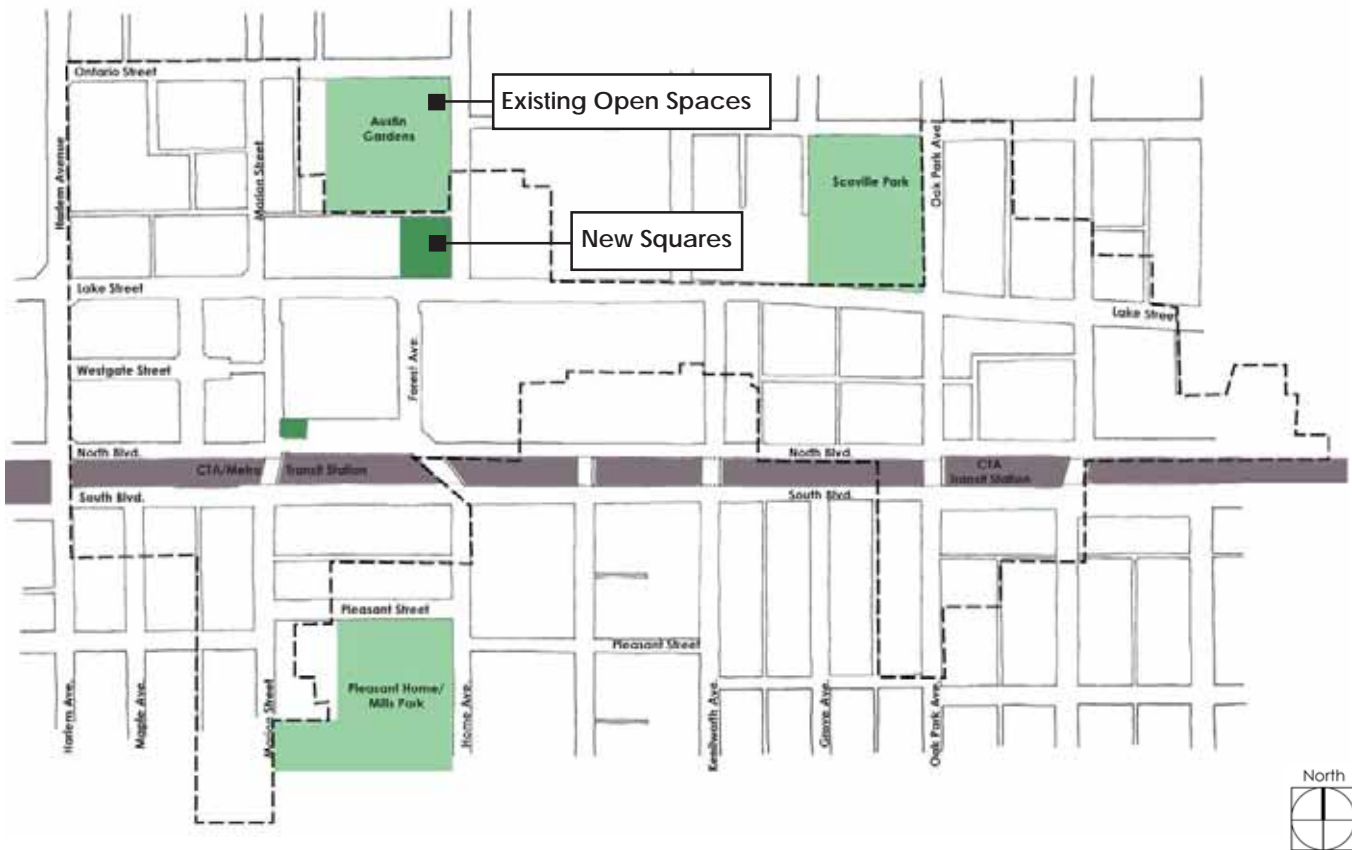 Ontario Street
Existing Open Spaces
Austin
Gardens
Harlem Avenue
Marion Street
Oak Park Ave.
Scoville Park
New Squares
Lake Street
Lake Street
Forest Ave.
Westgate Street
North Blvd.
North Blvd.
CTA/Metra
Transit Station
CTA
Transit Station
South Blvd.
South Blvd.
Pleasant Street
Pleasant Street
Pleasant Home/
Mills Park
Harlem Ave.
Maple Ave.
Marion Street
Home Ave.
Kenilworth Ave.
Grove Ave.
Oak Park Ave.
North